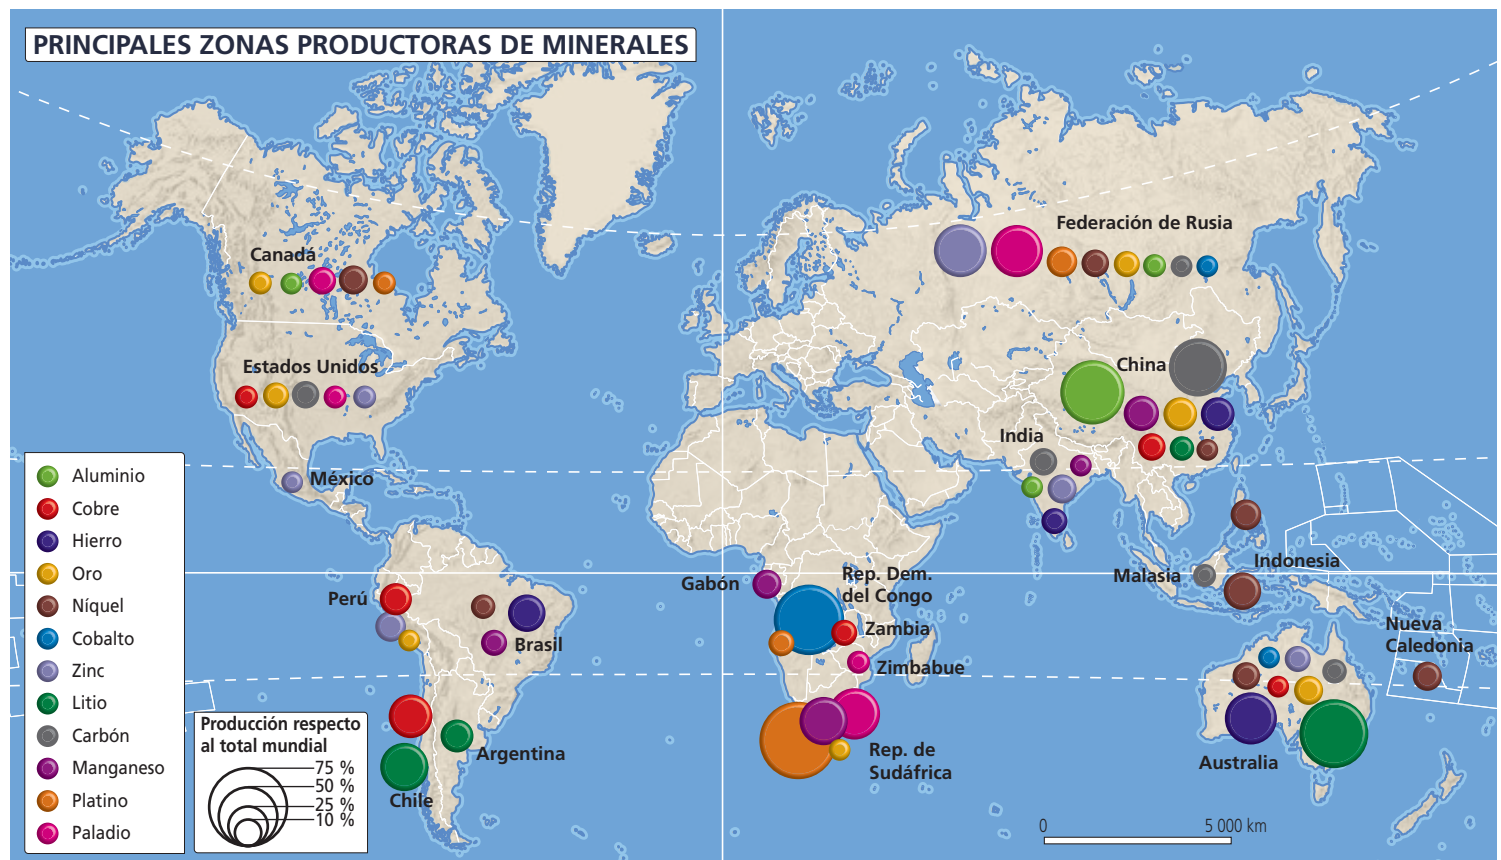 PRINCIPALES ZONAS PRODUCTORAS DE MINERALES
Federación de Rusia
Canadá
China
Estados Unidos
India
México
Aluminio
Cobre
Hierro
Oro
Níquel
Cobalto
Zinc
Litio
Carbón
Manganeso
Platino
Paladio
Indonesia
Malasia
Gabón
Rep. Dem.
del Congo
Perú
Zambia
Brasil
Zimbabue
Nueva
Caledonia
Argentina
Chile
Rep. de
Sudáfrica
Australia
Producción respecto
al total mundial
75 %
50 %
25 %
10 %
0 5 000 km